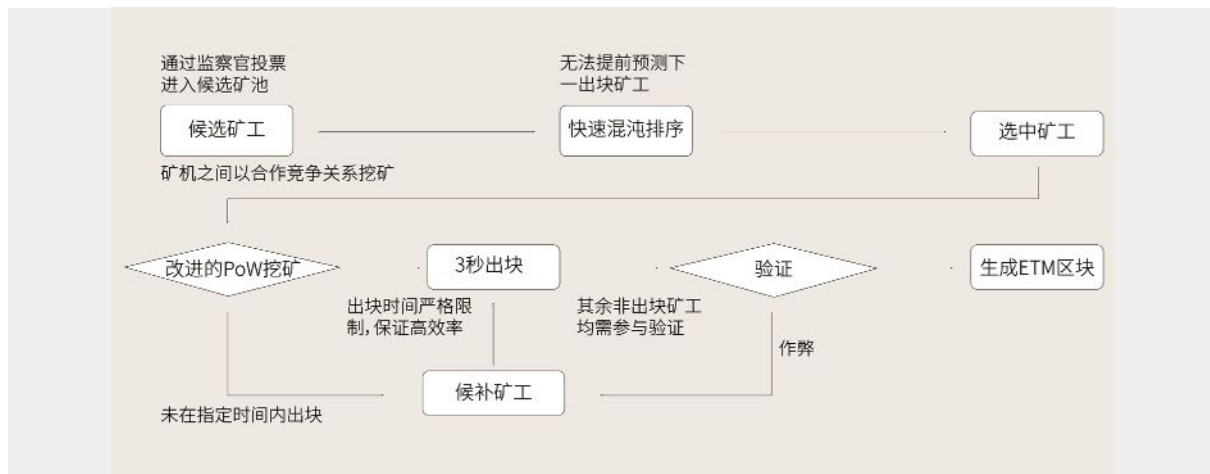 通过监察官投票
进入候选矿池
无法提前预测下
一出块矿工
候选矿工
快速混沌排序
选中矿工
矿机之间以合作竞争关系挖矿
改进的PoW挖矿
3秒出块
验证
生成ETM区块
出块时间严格限
制,保证高效率
其余非出块矿工
均需参与验证
作弊
候补矿工
未在指定时间内出块